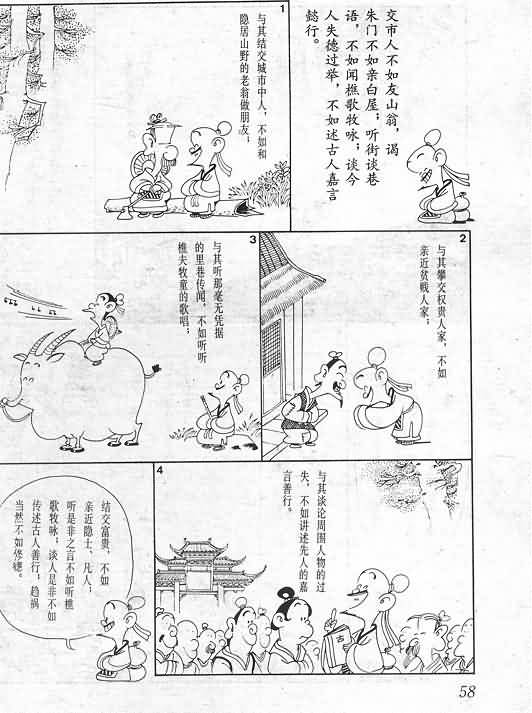 交市人不如友山翁，谒
朱门不如亲白屋；听街谈巷
语，不如闻樵歌牧咏；谈今
人失德过举，不如述古人嘉言
懿行。
1
与其结交城市中人，不如和
隐居山野的老翁做朋友；
2
与其攀交权贵人家，不如
亲近贫贱人家；
3
与其听那毫无凭据
的里巷传闻，不如听听
樵夫牧童的歌唱；
4
与其谈论周围人物的过
失，不如讲述先人的嘉
言善行。
结交富贵，不如
亲近隐士、凡人；
听是非之言不如听樵
歌牧咏；谈人是非不如
传述古人善行；趋祸
当然不如修德。
古
58